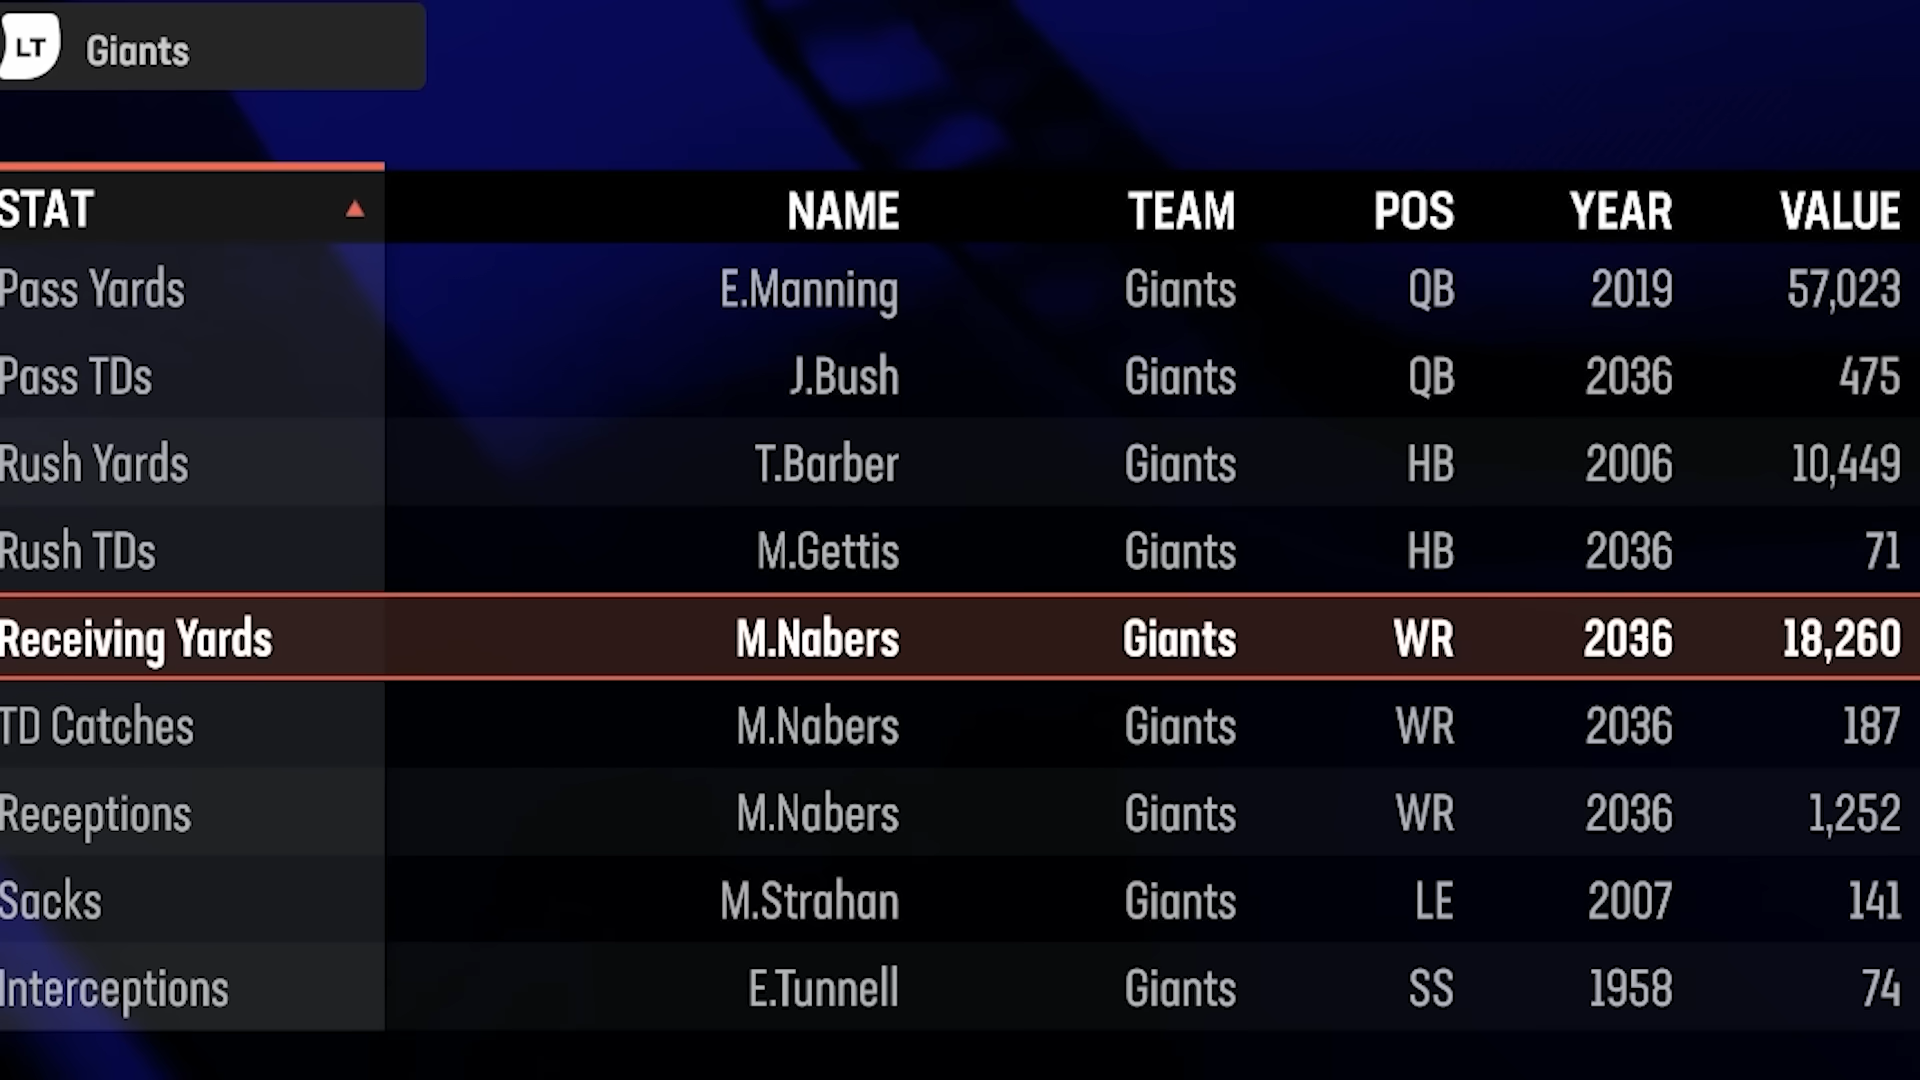 LT Giants
STAT NAME TEAM POS YEAR VALUE
Pass Yards E.Manning Giants QB 2019 57,023
Pass TDs J.Bush Giants QB 2036 475
Rush Yards T.Barber Giants HB 2006 10,449
Rush TDs M.Gettis Giants HB 2036 71
Receiving Yards M.Nabers Giants WR 2036 18,260
TD Catches M.Nabers Giants WR 2036 187
Receptions M.Nabers Giants WR 2036 1,252
Sacks M.Strahan Giants LE 2007 141
Interceptions E.Tunnell Giants SS 1958 74